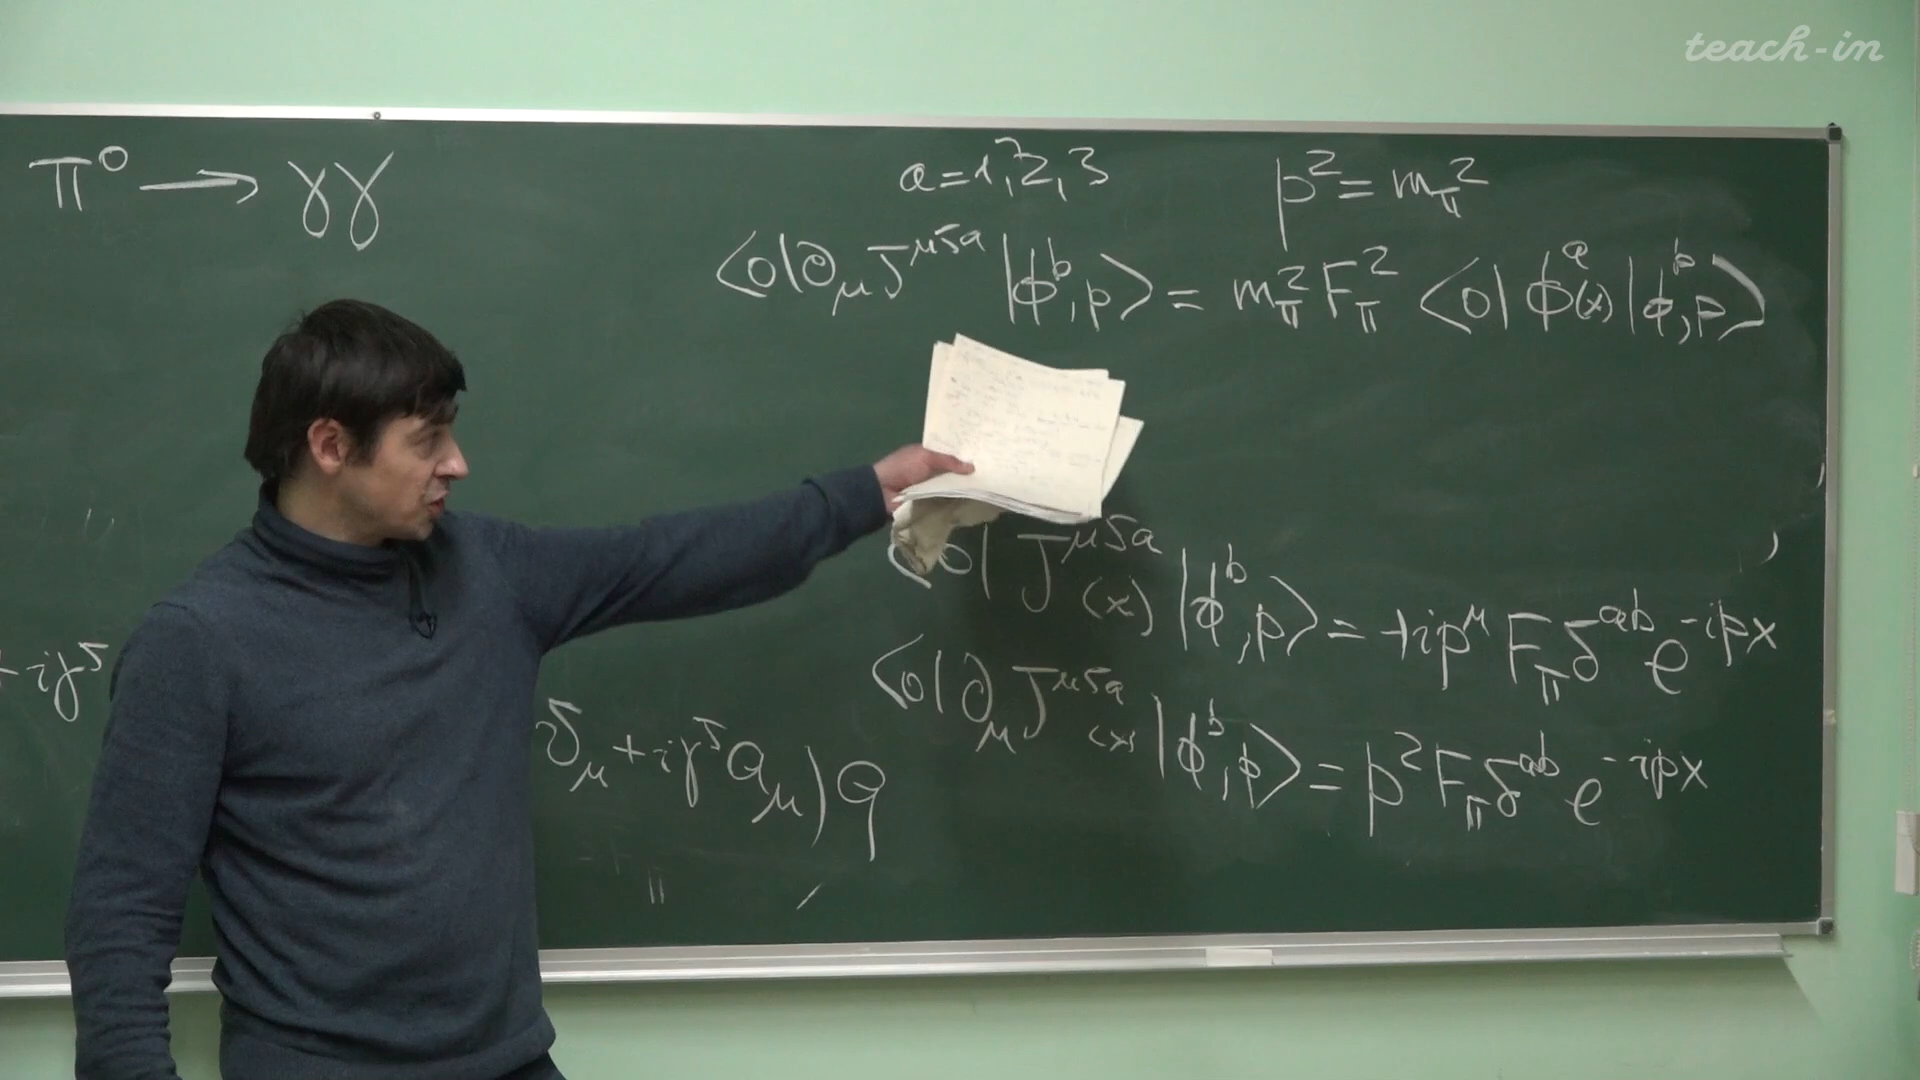 teach-in
π⁰ → γγ
a=1,2,3
p² = m_π²
<0|∂_μ J^{μ5a} |ϕ^b,p> = m_π² F_π² <0| ϕ^a(x) |ϕ^b,p>
<0| J^{μ5a}(x) |ϕ^b,p> = +ip^μ F_π δ^{ab} e^{-ipx}
<0| ∂_μ J^{μ5a}(x) |ϕ^b,p> = p² F_π δ^{ab} e^{-ipx}
+iγ⁵
v_μ + iγ⁵ a_μ) q